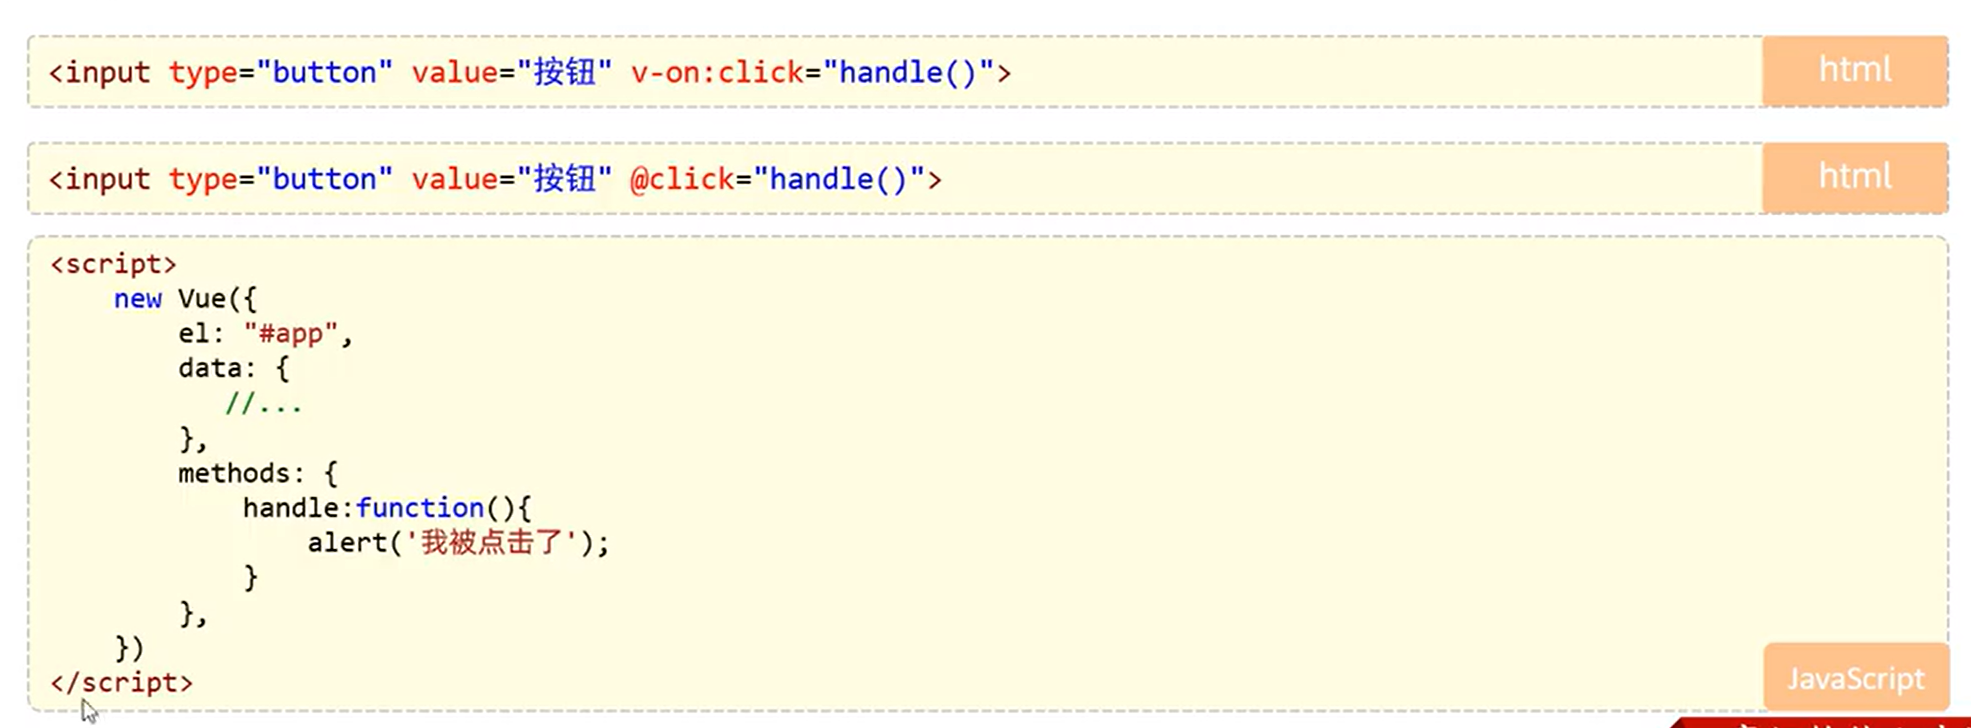 <input type="button" value="按钮" v-on:click="handle()">
html
<input type="button" value="按钮" @click="handle()">
html
<script>
    new Vue({
        el: "#app",
        data: {
           //...
        },
        methods: {
            handle:function(){
                alert('我被点击了');
            }
        },
    })
</script>
JavaScript